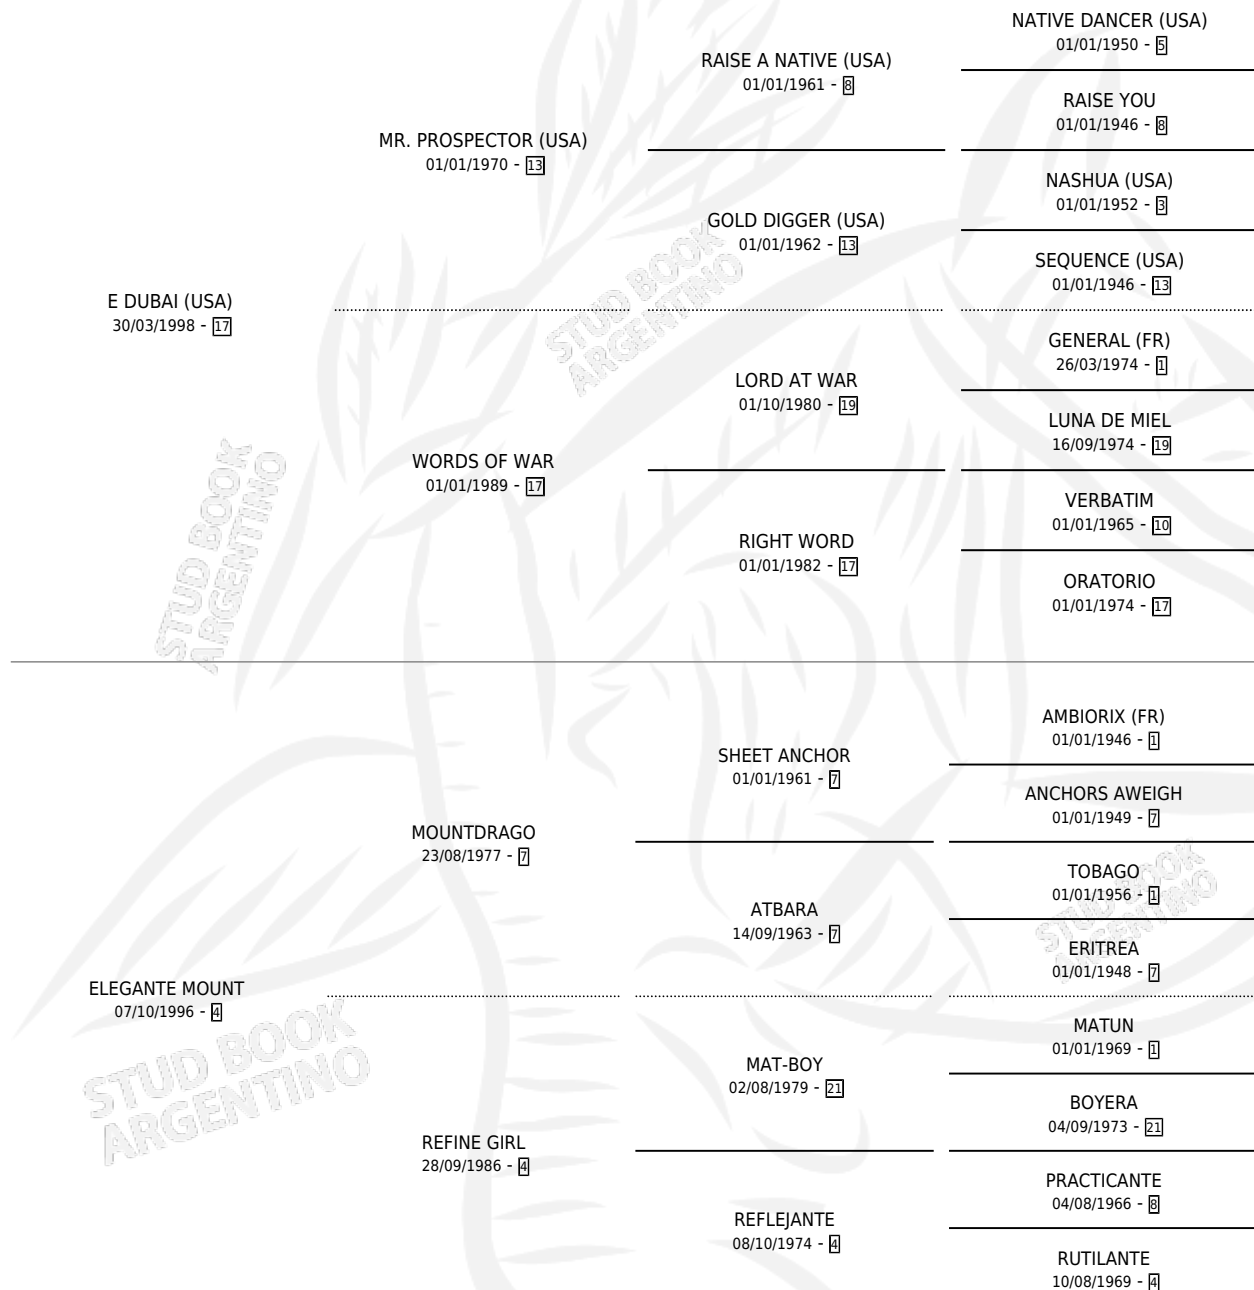 NATIVE DANCER (USA)
01/01/1950 - 5
RAISE A NATIVE (USA)
01/01/1961 - 8
RAISE YOU
01/01/1946 - 8
MR. PROSPECTOR (USA)
01/01/1970 - 13
NASHUA (USA)
01/01/1952 - 3
GOLD DIGGER (USA)
01/01/1962 - 13
SEQUENCE (USA)
01/01/1946 - 13
E DUBAI (USA)
30/03/1998 - 17
STUD BOOK
ARGENTINO
GENERAL (FR)
26/03/1974 - 1
LORD AT WAR
01/10/1980 - 19
LUNA DE MIEL
16/09/1974 - 19
WORDS OF WAR
01/01/1989 - 17
VERBATIM
01/01/1965 - 10
RIGHT WORD
01/01/1982 - 17
ORATORIO
01/01/1974 - 17
STUD BOOK
ARGENTINO
AMBIORIX (FR)
01/01/1946 - 1
SHEET ANCHOR
01/01/1961 - 7
ANCHORS AWEIGH
01/01/1949 - 7
MOUNTDRAGO
23/08/1977 - 7
TOBAGO
01/01/1956 - 1
ATBARA
14/09/1963 - 7
ERITREA
01/01/1948 - 7
STUD BOOK
ARGENTINO
ELEGANTE MOUNT
07/10/1996 - 4
MATUN
01/01/1969 - 1
MAT-BOY
02/08/1979 - 21
BOYERA
04/09/1973 - 21
STUD BOOK
ARGENTINO
REFINE GIRL
28/09/1986 - 4
PRACTICANTE
04/08/1966 - 8
REFLEJANTE
08/10/1974 - 4
RUTILANTE
10/08/1969 - 4